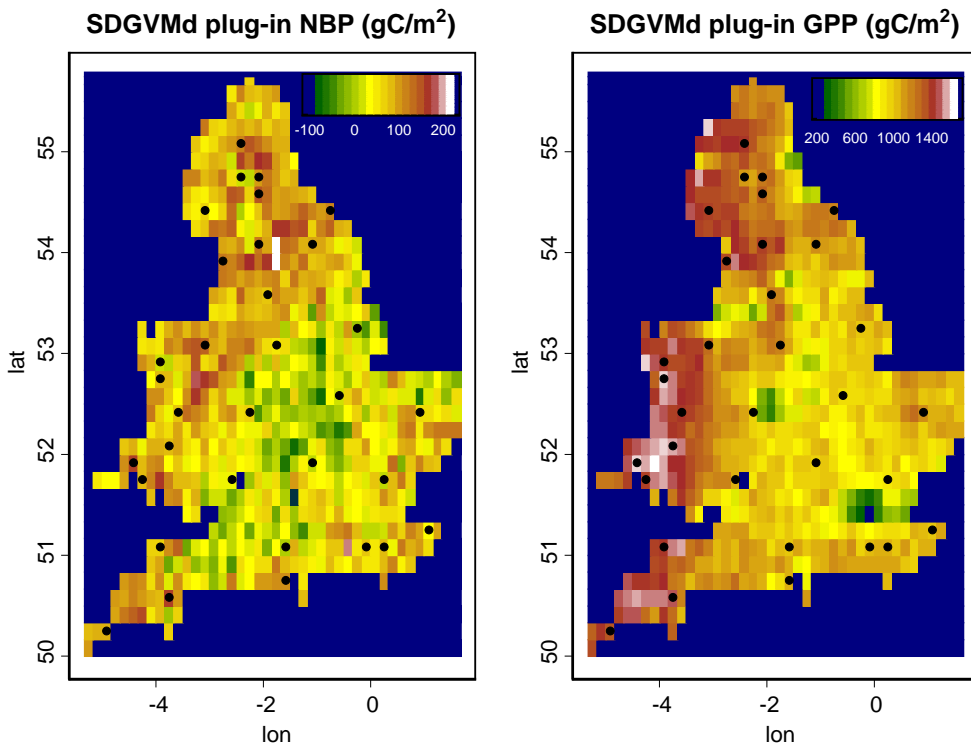 SDGVMd plug-in NBP (gC/m²)
-100 0 100 200
55
54
53
52
51
50
lat
-4 -2 0
lon
SDGVMd plug-in GPP (gC/m²)
200 600 1000 1400
55
54
53
52
51
50
lat
-4 -2 0
lon